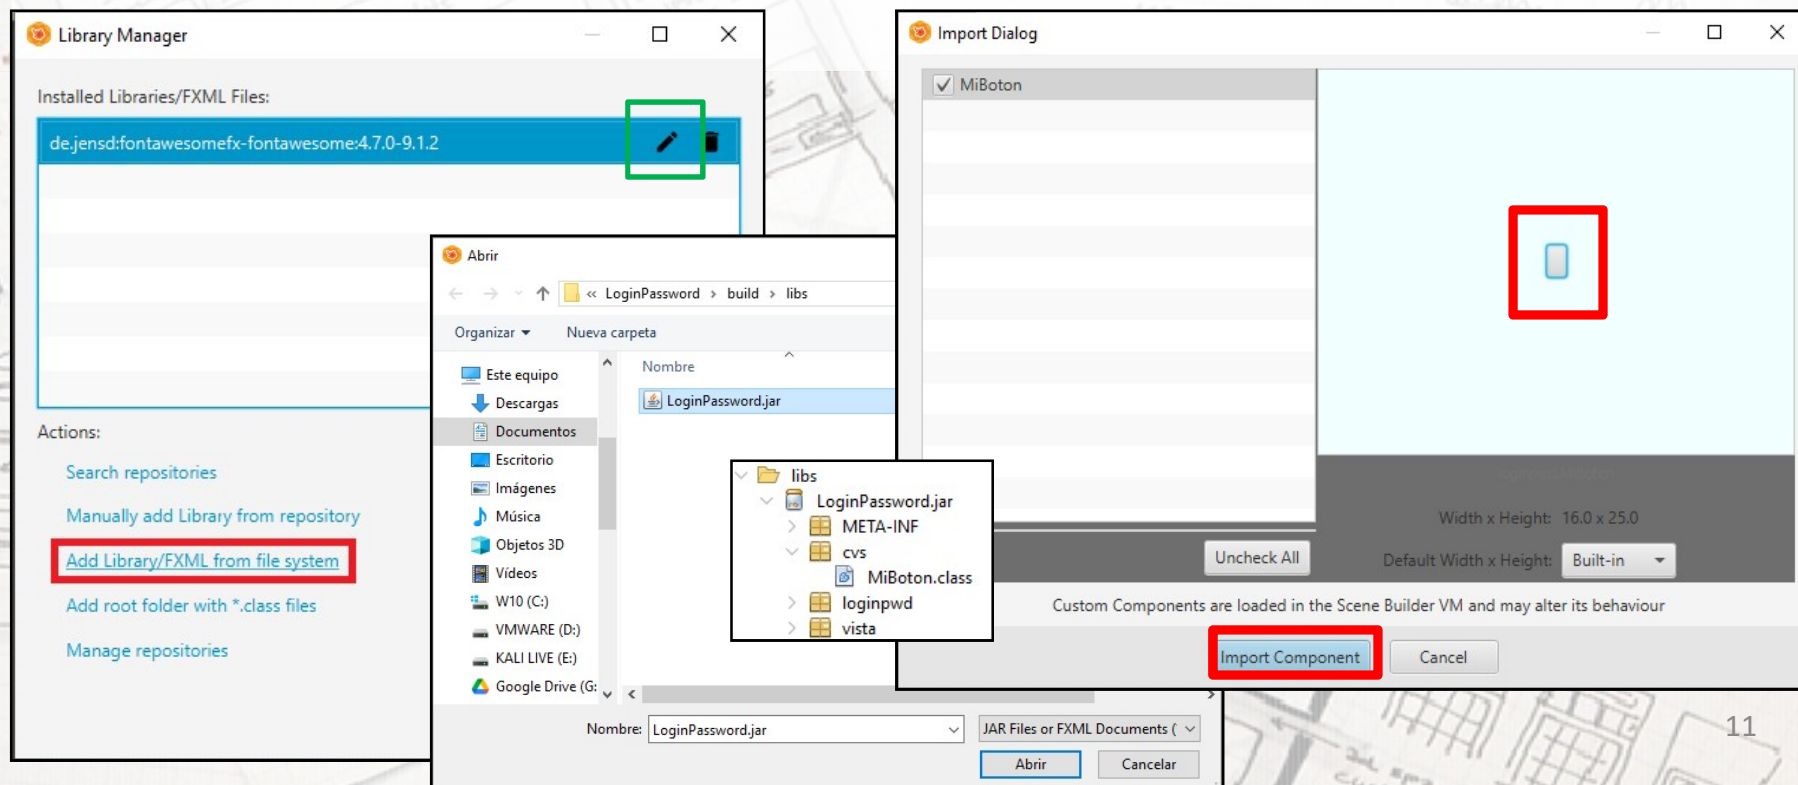 Library Manager
Installed Libraries/FXML Files:
de.jensd:fontawesomefx-fontawesome:4.7.0-9.1.2
Actions:
Search repositories
Manually add Library from repository
Add Library/FXML from file system
Add root folder with *.class files
Manage repositories
Abrir
« LoginPassword > build > libs
Organizar
Nueva carpeta
Este equipo
Descargas
Documentos
Escritorio
Imágenes
Música
Objetos 3D
Vídeos
W10 (C:)
VMWARE (D:)
KALI LIVE (E:)
Google Drive (G:
Nombre
LoginPassword.jar
libs
LoginPassword.jar
META-INF
cvs
MiBoton.class
loginpwd
vista
Nombre: LoginPassword.jar
JAR Files or FXML Documents (
Abrir
Cancelar
Import Dialog
MiBoton
Width x Height: 16.0 x 25.0
Uncheck All
Default Width x Height: Built-in
Custom Components are loaded in the Scene Builder VM and may alter its behaviour
Import Component
Cancel
11